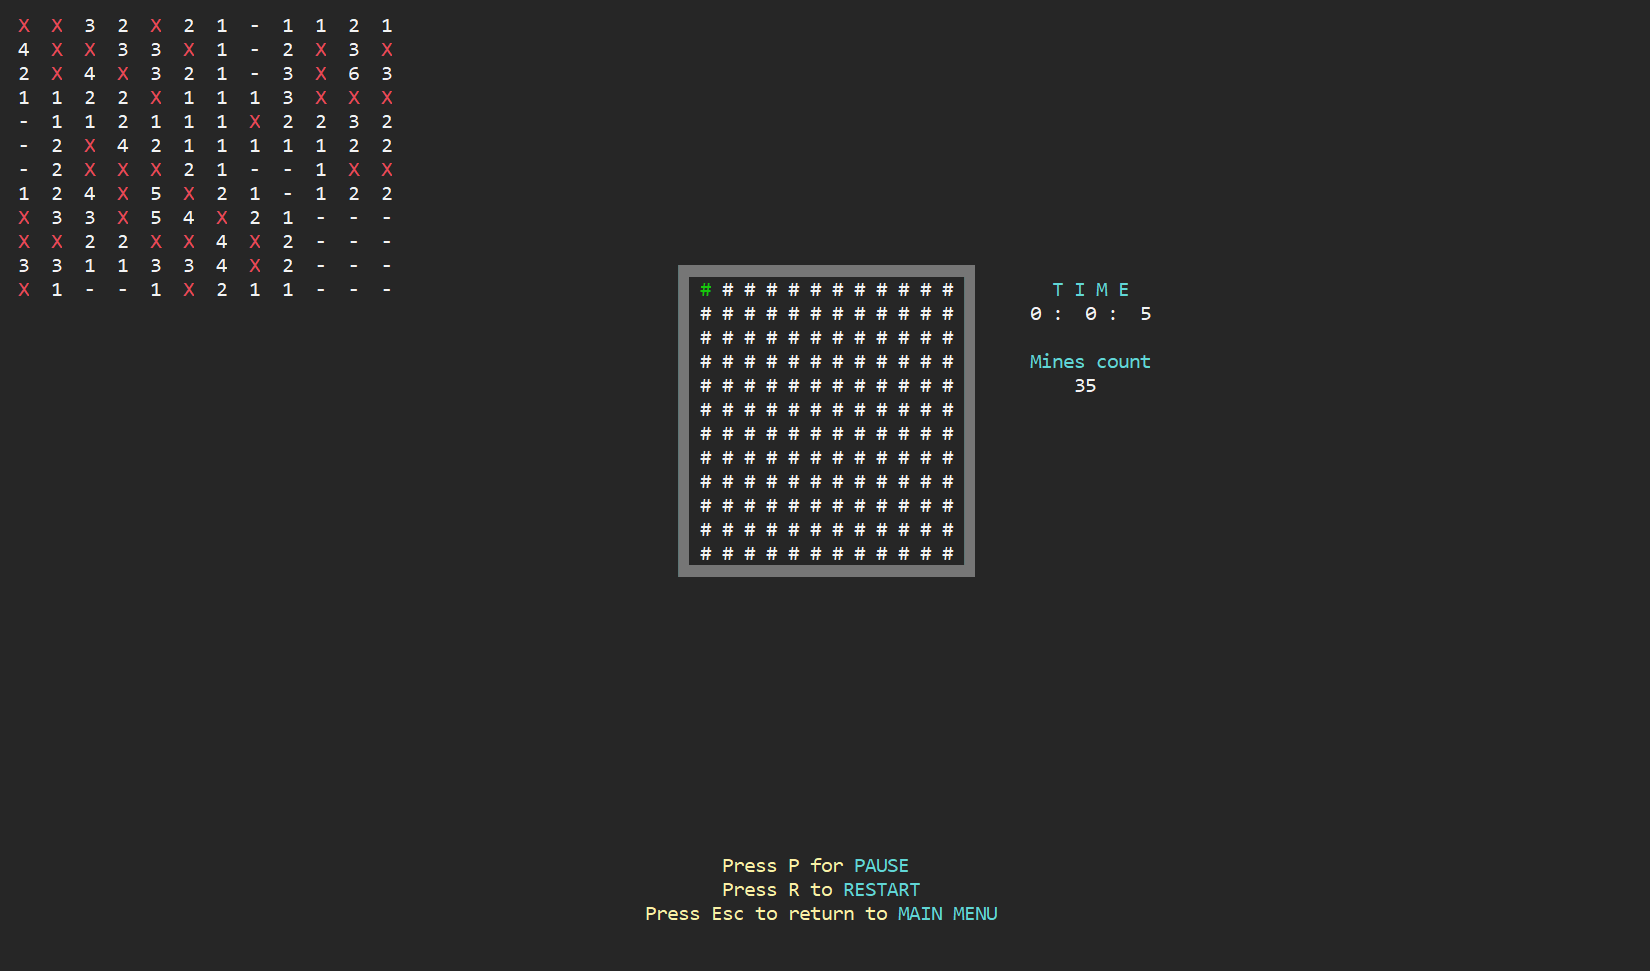 X X 3 2 X 2 1 - 1 1 2 1
4 X X 3 3 X 1 - 2 X 3 X
2 X 4 X 3 2 1 - 3 X 6 3
1 1 2 2 X 1 1 1 3 X X X
- 1 1 2 1 1 1 X 2 2 3 2
- 2 X 4 2 1 1 1 1 1 2 2
- 2 X X X 2 1 - - 1 X X
1 2 4 X 5 X 2 1 - 1 2 2
X 3 3 X 5 4 X 2 1 - - -
X X 2 2 X X 4 X 2 - - -
3 3 1 1 3 3 4 X 2 - - -
X 1 - - 1 X 2 1 1 - - -
# # # # # # # # # # # #
# # # # # # # # # # # #
# # # # # # # # # # # #
# # # # # # # # # # # #
# # # # # # # # # # # #
# # # # # # # # # # # #
# # # # # # # # # # # #
# # # # # # # # # # # #
# # # # # # # # # # # #
# # # # # # # # # # # #
# # # # # # # # # # # #
# # # # # # # # # # # #
T I M E
0 : 0 : 5
Mines count
35
Press P for PAUSE
Press R to RESTART
Press Esc to return to MAIN MENU